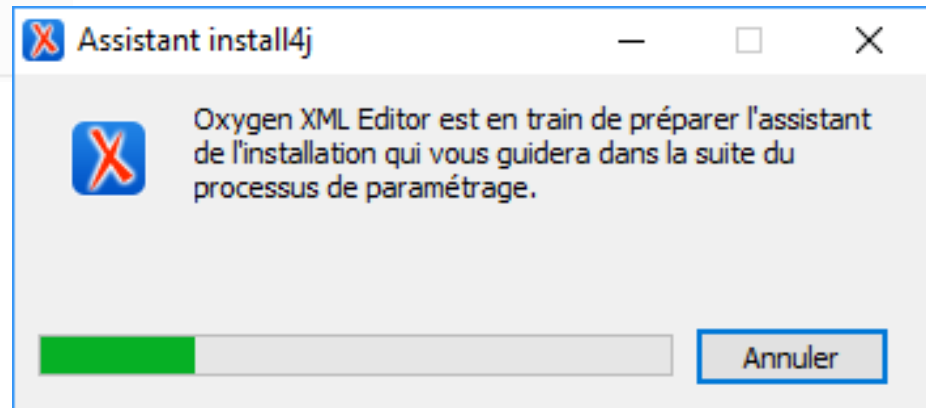 Assistant install4j
Oxygen XML Editor est en train de préparer l'assistant
de l'installation qui vous guidera dans la suite du
processus de paramétrage.
Annuler